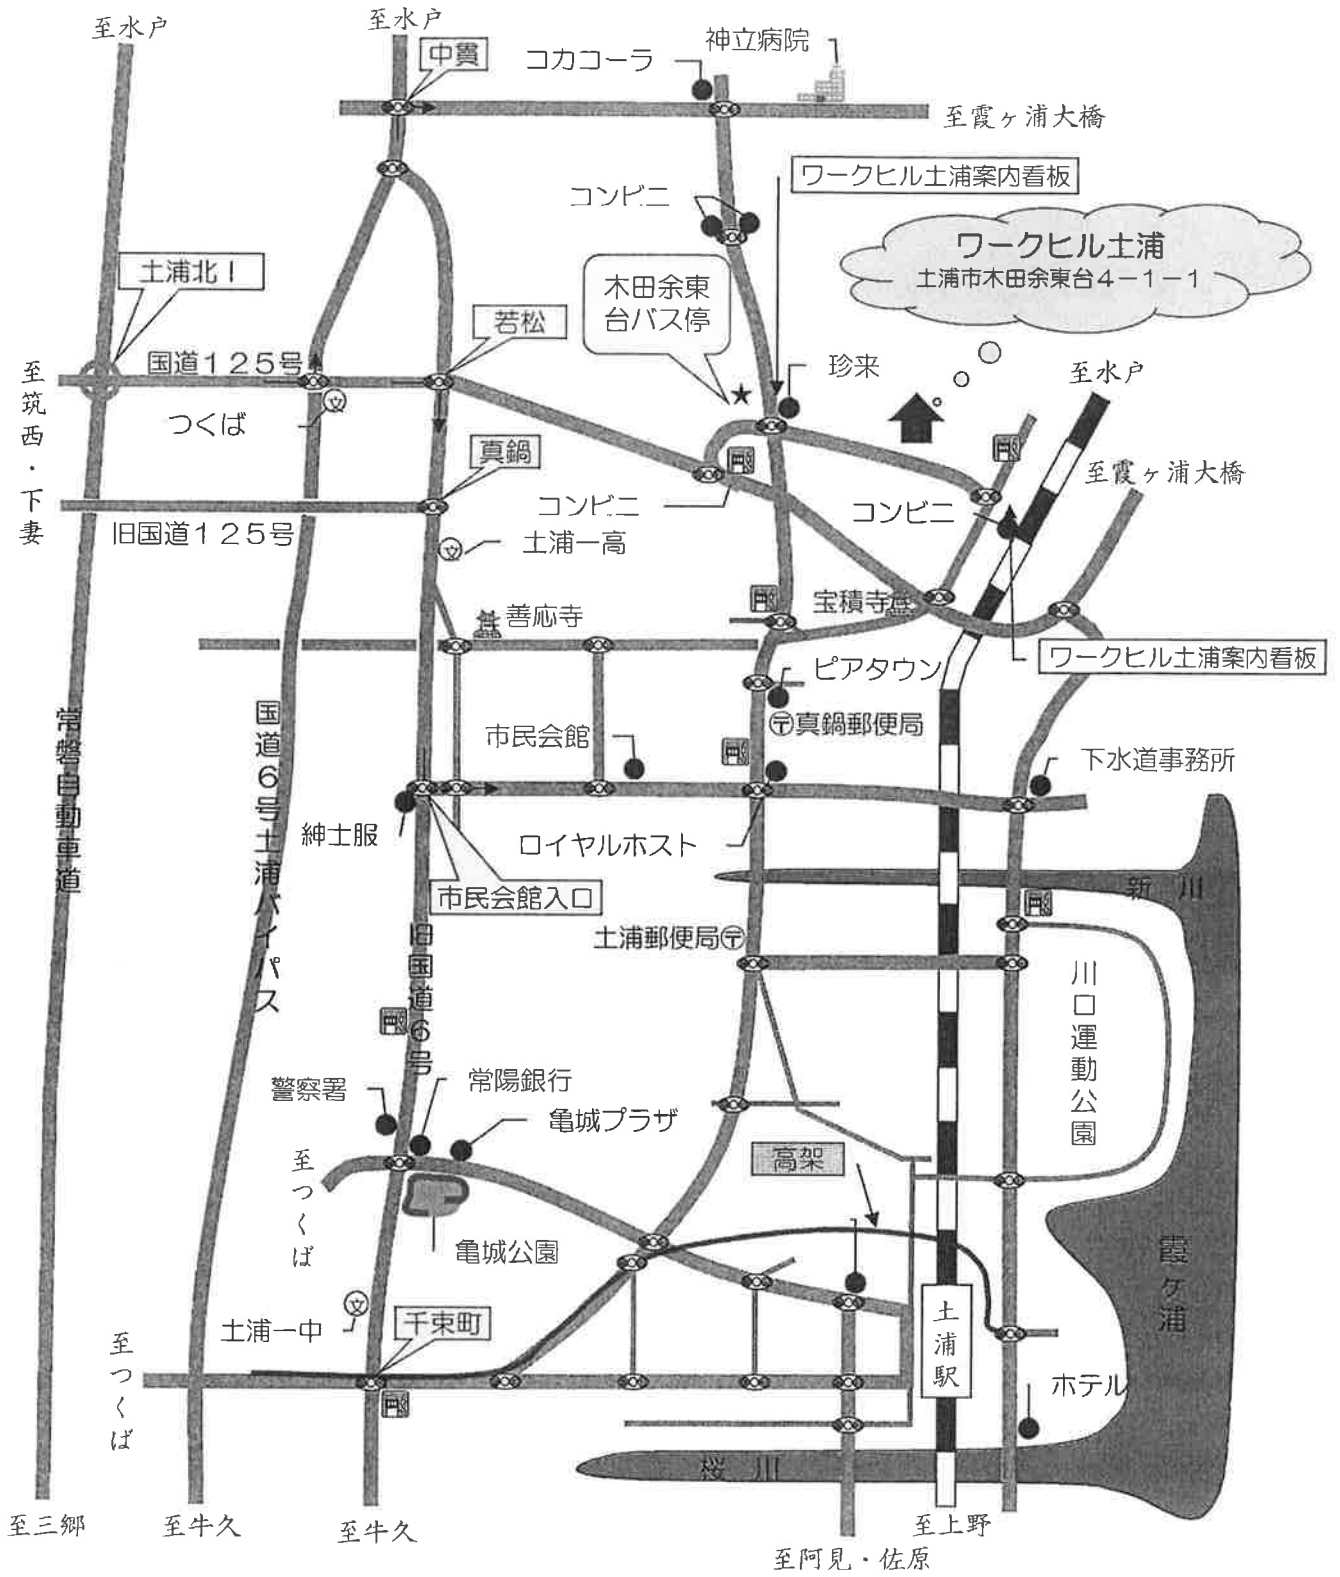 至水戸
至水戸
中貫
コカコーラ
神立病院
至霞ヶ浦大橋
ワークヒル土浦案内看板
コンビニ
ワークヒル土浦
土浦市木田余東台4-1-1
土浦北I
木田余東
台バス停
若松
国道125号
至筑西・下妻
珍来
至水戸
つくば
真鍋
至霞ヶ浦大橋
コンビニ
コンビニ
旧国道125号
土浦一高
善応寺
宝積寺
ワークヒル土浦案内看板
ピアタウン
〒真鍋郵便局
常磐自動車道
国道6号土浦バイパス
市民会館
下水道事務所
紳士服
ロイヤルホスト
市民会館入口
新川
旧国道6号
土浦郵便局〒
川口運動公園
警察署
常陽銀行
亀城プラザ
高架
至つくば
亀城公園
霞ヶ浦
土浦一中
千束町
土浦駅
至つくば
ホテル
桜川
至三郷
至牛久
至牛久
至上野
至阿見・佐原